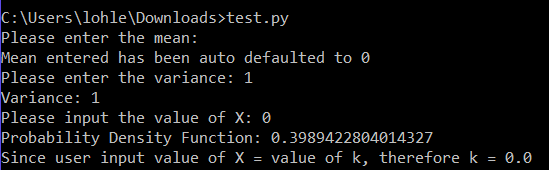 C:\Users\lohle\Downloads>test.py
Please enter the mean:
Mean entered has been auto defaulted to 0
Please enter the variance: 1
Variance: 1
Please input the value of X: 0
Probability Density Function: 0.3989422804014327
Since user input value of X = value of k, therefore k = 0.0